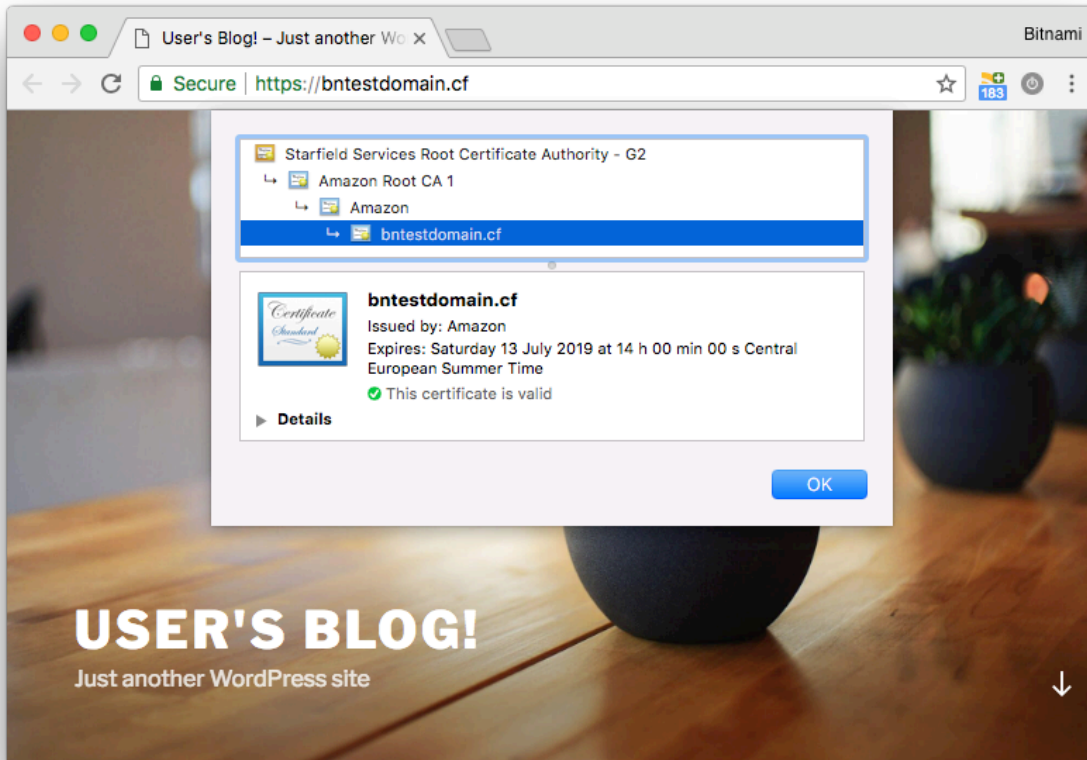 User's Blog! – Just another Wo
Bitnami
Secure
https://bntestdomain.cf
183
Starfield Services Root Certificate Authority - G2
Amazon Root CA 1
Amazon
bntestdomain.cf
Certificate
Standard
bntestdomain.cf
Issued by: Amazon
Expires: Saturday 13 July 2019 at 14 h 00 min 00 s Central
European Summer Time
This certificate is valid
Details
OK
USER'S BLOG!
Just another WordPress site